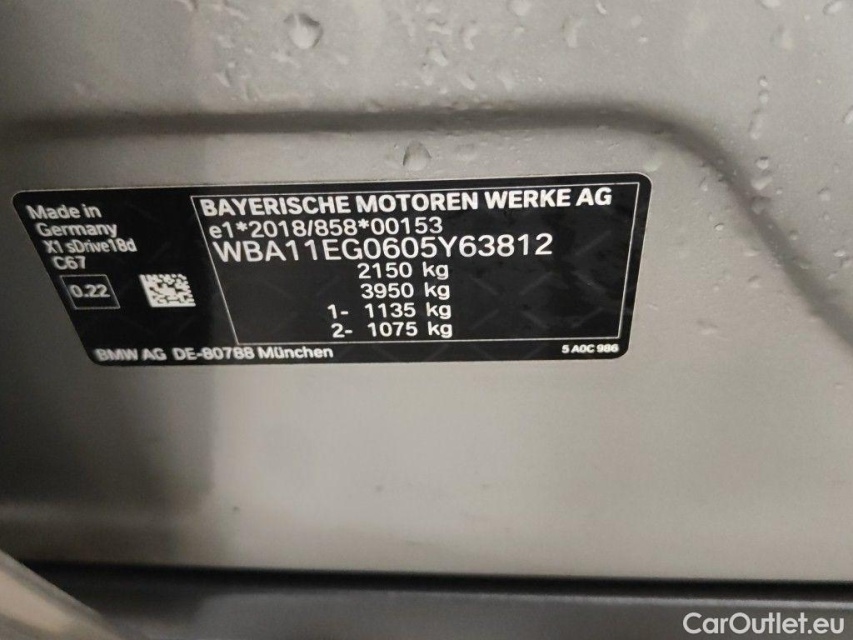 Made in
Germany
X1 sDrive18d
C67
0.22
BAYERISCHE MOTOREN WERKE AG
e1*2018/858*00153
WBA11EG0605Y63812
2150 kg
3950 kg
1- 1135 kg
2- 1075 kg
BMW AG DE-80788 München
5 A0C 986
CarOutlet.eu